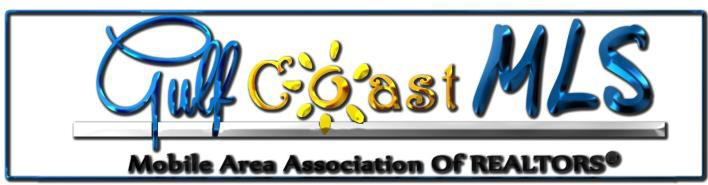 Gulf Coast MLS
Mobile Area Association Of REALTORS®